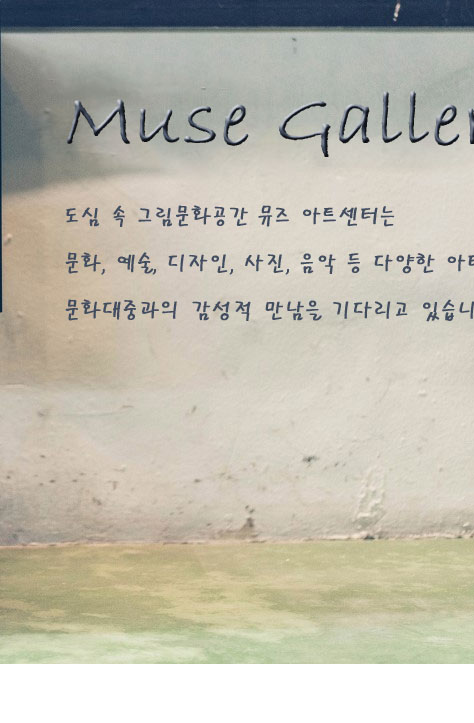 Muse Galler
도심 속 그림문화공간 뮤즈 아트센터는
문화, 예술, 디자인, 사진, 음악 등 다양한 아
문화대중과의 감성적 만남을 기다리고 있습니